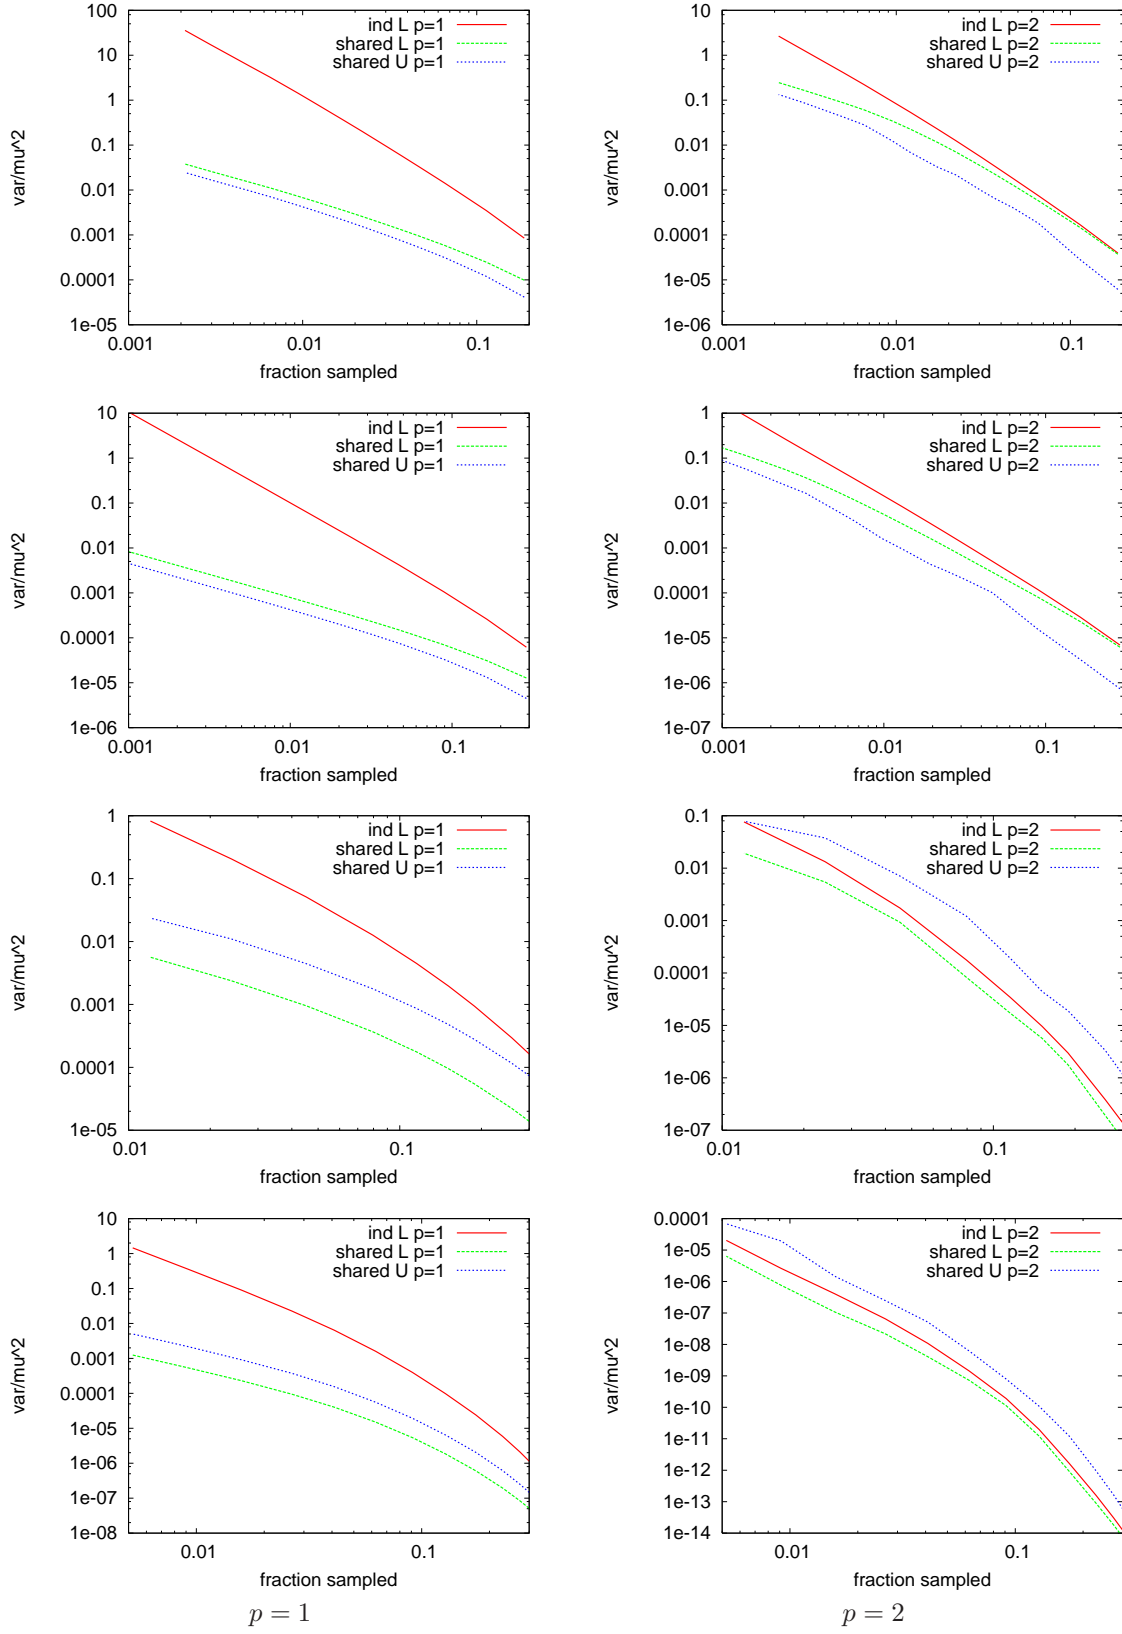 100
10
1
0.1
0.01
0.001
0.0001
1e-05
var/mu^2
ind L p=1
shared L p=1
shared U p=1
0.001
0.01
0.1
fraction sampled
10
1
0.1
0.01
0.001
0.0001
1e-05
1e-06
var/mu^2
ind L p=2
shared L p=2
shared U p=2
0.001
0.01
0.1
fraction sampled
10
1
0.1
0.01
0.001
0.0001
1e-05
1e-06
var/mu^2
ind L p=1
shared L p=1
shared U p=1
0.001
0.01
0.1
fraction sampled
1
0.1
0.01
0.001
0.0001
1e-05
1e-06
1e-07
var/mu^2
ind L p=2
shared L p=2
shared U p=2
0.001
0.01
0.1
fraction sampled
1
0.1
0.01
0.001
0.0001
1e-05
var/mu^2
ind L p=1
shared L p=1
shared U p=1
0.01
0.1
fraction sampled
0.1
0.01
0.001
0.0001
1e-05
1e-06
1e-07
var/mu^2
ind L p=2
shared L p=2
shared U p=2
0.01
0.1
fraction sampled
10
1
0.1
0.01
0.001
0.0001
1e-05
1e-06
1e-07
1e-08
var/mu^2
ind L p=1
shared L p=1
shared U p=1
0.01
0.1
fraction sampled
0.0001
1e-05
1e-06
1e-07
1e-08
1e-09
1e-10
1e-11
1e-12
1e-13
1e-14
var/mu^2
ind L p=2
shared L p=2
shared U p=2
0.01
0.1
fraction sampled
p = 1
p = 2